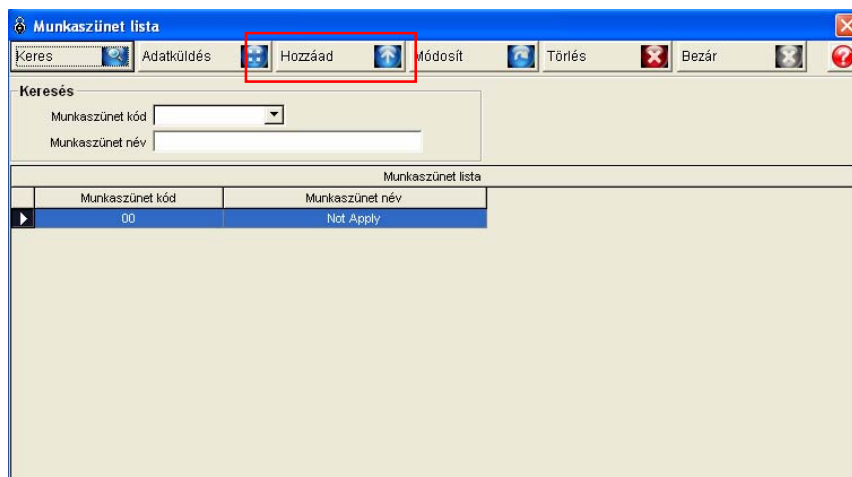 Munkaszünet lista
Keres Adatküldés Hozzáad Módosít Törlés Bezár ?
Keresés
Munkaszünet kód
Munkaszünet név
Munkaszünet lista
Munkaszünet kód Munkaszünet név
00 Not Apply